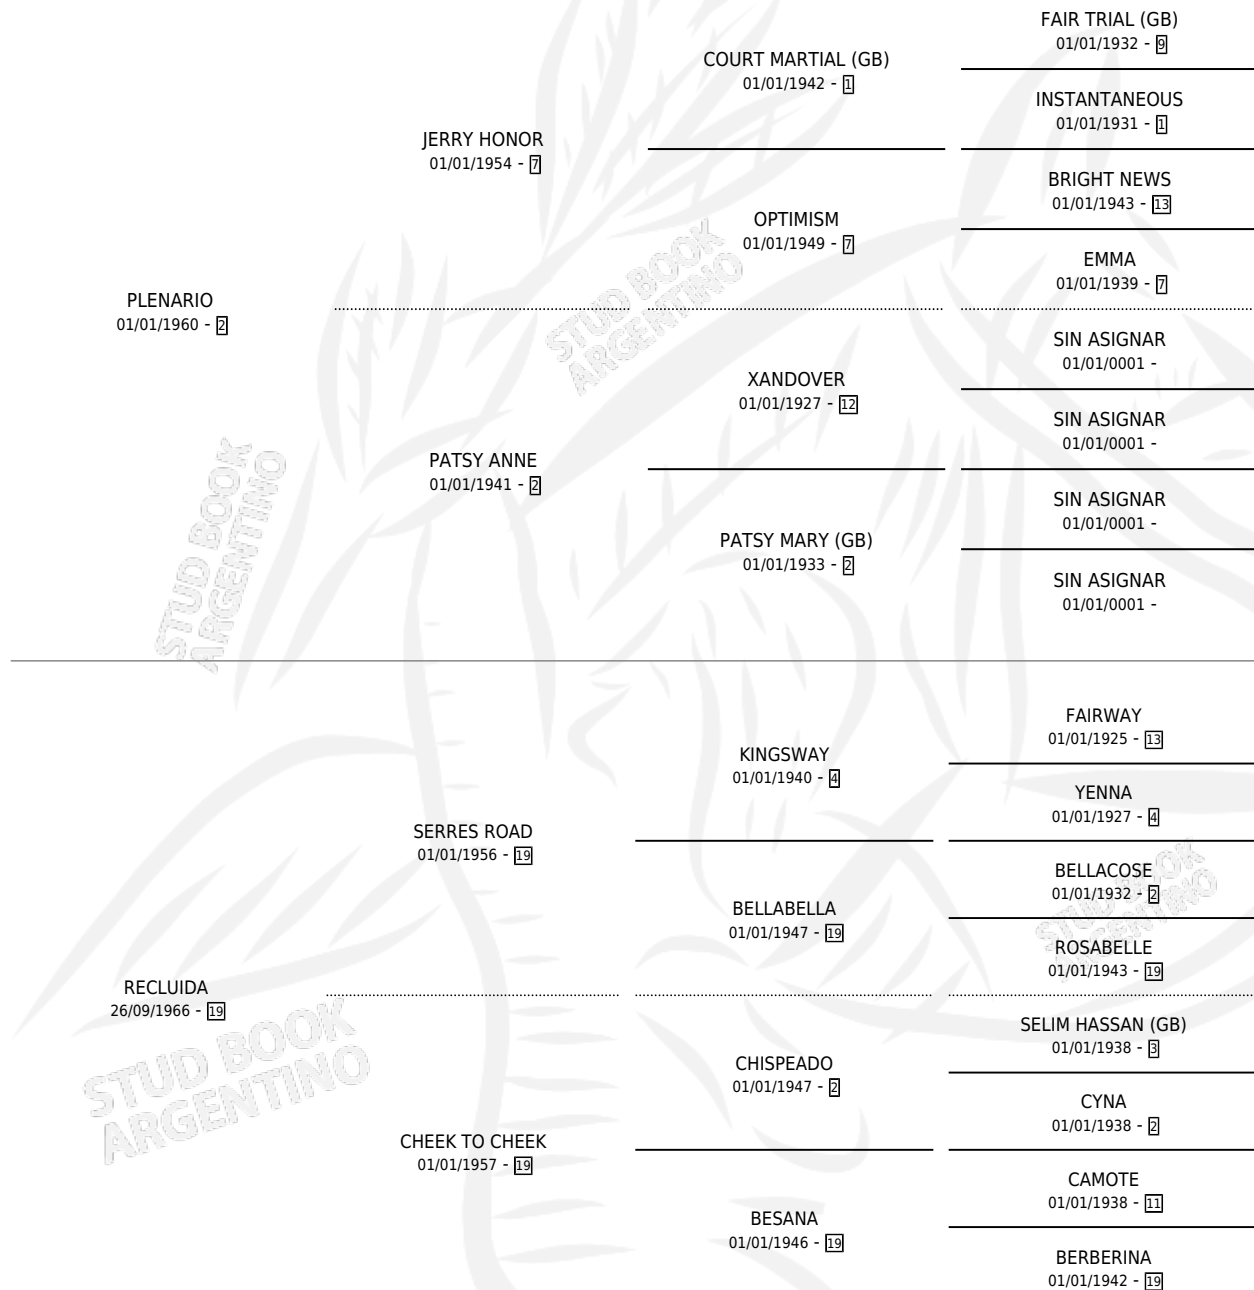 FAIR TRIAL (GB)
01/01/1932 - 9
COURT MARTIAL (GB)
01/01/1942 - 1
INSTANTANEOUS
01/01/1931 - 1
JERRY HONOR
01/01/1954 - 7
BRIGHT NEWS
01/01/1943 - 13
OPTIMISM
01/01/1949 - 7
EMMA
01/01/1939 - 7
PLENARIO
01/01/1960 - 2
SIN ASIGNAR
01/01/0001 -
XANDOVER
01/01/1927 - 12
SIN ASIGNAR
01/01/0001 -
PATSY ANNE
01/01/1941 - 2
SIN ASIGNAR
01/01/0001 -
PATSY MARY (GB)
01/01/1933 - 2
SIN ASIGNAR
01/01/0001 -
STUD BOOK
ARGENTINO
STUD BOOK
ARGENTINO
FAIRWAY
01/01/1925 - 13
KINGSWAY
01/01/1940 - 4
YENNA
01/01/1927 - 4
SERRES ROAD
01/01/1956 - 19
BELLACOSE
01/01/1932 - 2
BELLABELLA
01/01/1947 - 19
ROSABELLE
01/01/1943 - 19
STUD BOOK
ARGENTINO
RECLUIDA
26/09/1966 - 19
SELIM HASSAN (GB)
01/01/1938 - 3
CHISPEADO
01/01/1947 - 2
CYNA
01/01/1938 - 2
CHEEK TO CHEEK
01/01/1957 - 19
CAMOTE
01/01/1938 - 11
BESANA
01/01/1946 - 19
BERBERINA
01/01/1942 - 19
STUD BOOK
ARGENTINO